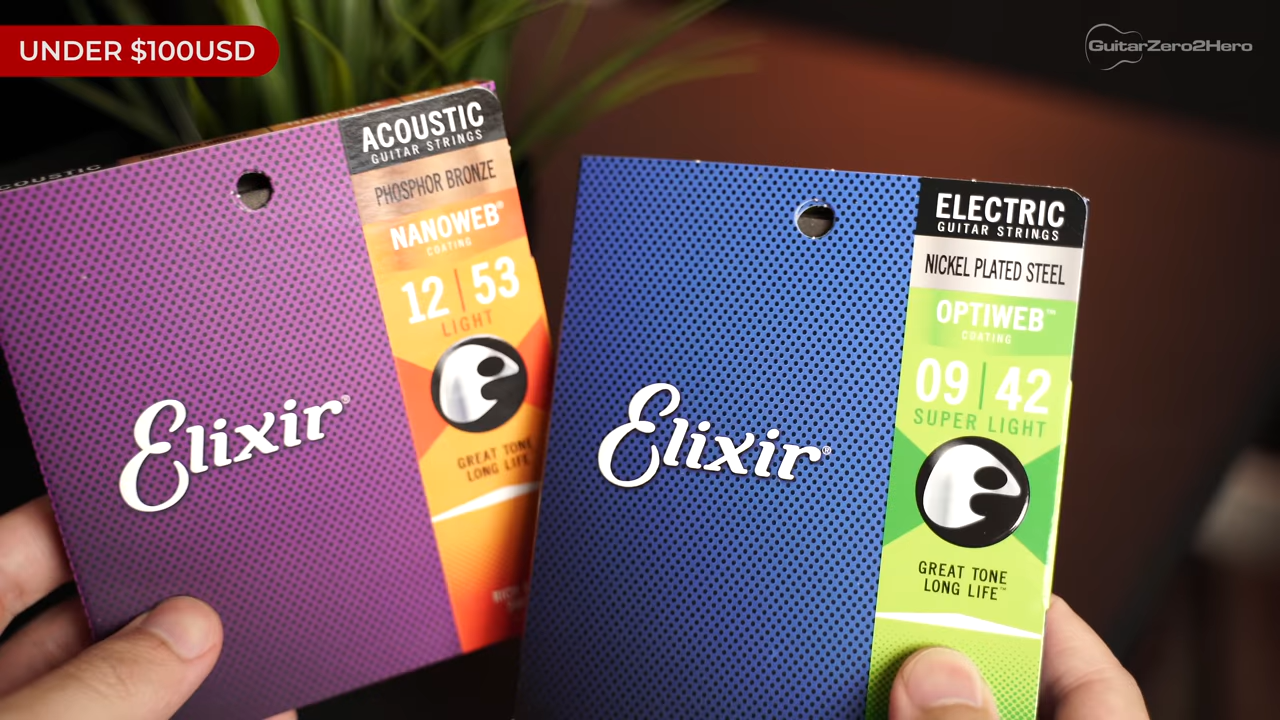 UNDER $100USD
GuitarZero2Hero
ACOUSTIC
ACOUSTIC
GUITAR STRINGS
PHOSPHOR BRONZE
NANOWEB®
COATING
12 | 53
LIGHT
Elixir®
GREAT TONE
LONG LIFE
ELECTRIC
GUITAR STRINGS
NICKEL PLATED STEEL
OPTIWEB™
COATING
09 | 42
SUPER LIGHT
Elixir®
GREAT TONE
LONG LIFE™